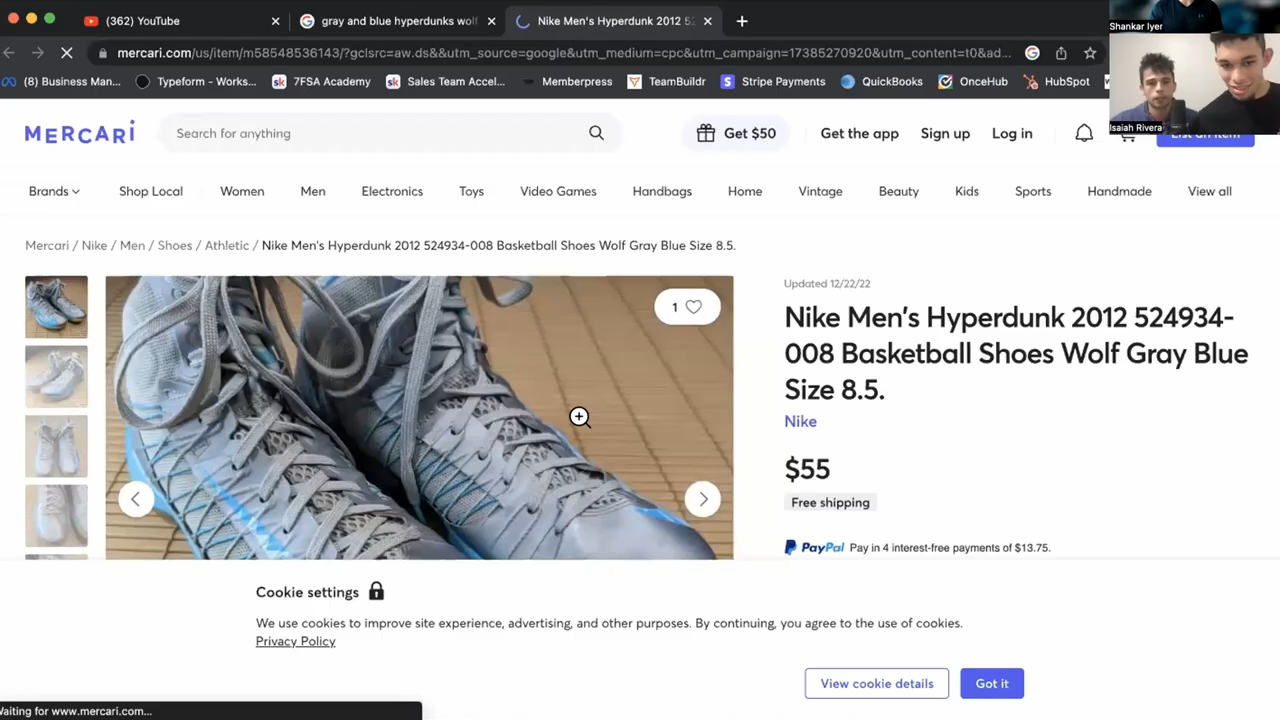 (362) YouTube
gray and blue hyperdunks wolf
Nike Men's Hyperdunk 2012 52
mercari.com/us/item/m58548536143/?gclsrc=aw.ds&&utm_source=google&utm_medium=cpc&utm_campaign=17385270920&utm_content=t0&ad...
(8) Business Man...
Typeform - Works...
sk 7FSA Academy
sk Sales Team Accel...
Memberpress
TeamBuildr
S Stripe Payments
QuickBooks
OnceHub
HubSpot
Shankar Iyer
Isaiah Rivera
MERCARI
Search for anything
Get $50
Get the app
Sign up
Log in
List an item
Brands
Shop Local
Women
Men
Electronics
Toys
Video Games
Handbags
Home
Vintage
Beauty
Kids
Sports
Handmade
View all
Mercari / Nike / Men / Shoes / Athletic / Nike Men's Hyperdunk 2012 524934-008 Basketball Shoes Wolf Gray Blue Size 8.5.
1
Updated 12/22/22
Nike Men's Hyperdunk 2012 524934-
008 Basketball Shoes Wolf Gray Blue
Size 8.5.
Nike
$55
Free shipping
PayPal Pay in 4 interest-free payments of $13.75.
Cookie settings
We use cookies to improve site experience, advertising, and other purposes. By continuing, you agree to the use of cookies.
Privacy Policy
View cookie details
Got it
Waiting for www.mercari.com...